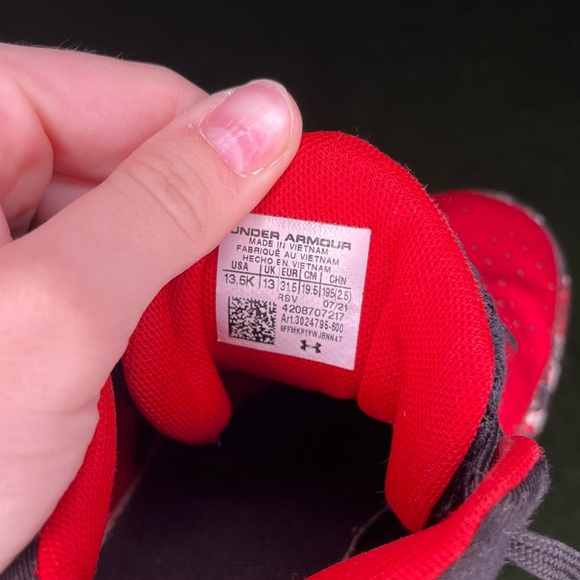 UNDER ARMOUR
MADE IN VIETNAM
FABRIQUÉ AU VIETNAM
HECHO EN VIETNAM
USA UK EUR CM CHN
13.5K 13 31.5 19.5 195(2.5)
RSV 07/21
4208707217
Art.3024795-600
9FFMKP1YWJBNN4T